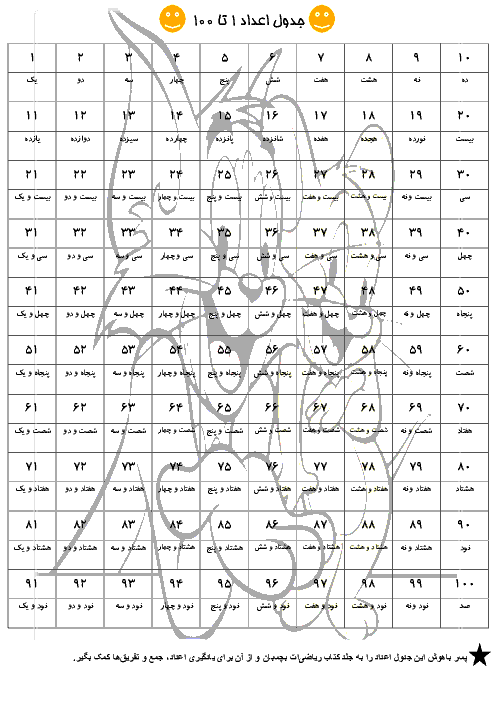 جدول اعداد ۱ تا ۱۰۰
۱ ۲ ۳ ۴ ۵ ۶ ۷ ۸ ۹ ۱۰
یک دو سه چهار پنج شش هفت هشت نه ده
۱۱ ۱۲ ۱۳ ۱۴ ۱۵ ۱۶ ۱۷ ۱۸ ۱۹ ۲۰
یازده دوازده سیزده چهارده پانزده شانزده هفده هجده نوزده بیست
۲۱ ۲۲ ۲۳ ۲۴ ۲۵ ۲۶ ۲۷ ۲۸ ۲۹ ۳۰
بیست و یک بیست و دو بیست و سه بیست و چهار بیست و پنج بیست و شش بیست و هفت بیست و هشت بیست و نه سی
۳۱ ۳۲ ۳۳ ۳۴ ۳۵ ۳۶ ۳۷ ۳۸ ۳۹ ۴۰
سی و یک سی و دو سی و سه سی و چهار سی و پنج سی و شش سی و هفت سی و هشت سی و نه چهل
۴۱ ۴۲ ۴۳ ۴۴ ۴۵ ۴۶ ۴۷ ۴۸ ۴۹ ۵۰
چهل و یک چهل و دو چهل و سه چهل و چهار چهل و پنج چهل و شش چهل و هفت چهل و هشت چهل و نه پنجاه
۵۱ ۵۲ ۵۳ ۵۴ ۵۵ ۵۶ ۵۷ ۵۸ ۵۹ ۶۰
پنجاه و یک پنجاه و دو پنجاه و سه پنجاه و چهار پنجاه و پنج پنجاه و شش پنجاه و هفت پنجاه و هشت پنجاه و نه شصت
۶۱ ۶۲ ۶۳ ۶۴ ۶۵ ۶۶ ۶۷ ۶۸ ۶۹ ۷۰
شصت و یک شصت و دو شصت و سه شصت و چهار شصت و پنج شصت و شش شصت و هفت شصت و هشت شصت و نه هفتاد
۷۱ ۷۲ ۷۳ ۷۴ ۷۵ ۷۶ ۷۷ ۷۸ ۷۹ ۸۰
هفتاد و یک هفتاد و دو هفتاد و سه هفتاد و چهار هفتاد و پنج هفتاد و شش هفتاد و هفت هفتاد و هشت هفتاد و نه هشتاد
۸۱ ۸۲ ۸۳ ۸۴ ۸۵ ۸۶ ۸۷ ۸۸ ۸۹ ۹۰
هشتاد و یک هشتاد و دو هشتاد و سه هشتاد و چهار هشتاد و پنج هشتاد و شش هشتاد و هفت هشتاد و هشت هشتاد و نه نود
۹۱ ۹۲ ۹۳ ۹۴ ۹۵ ۹۶ ۹۷ ۹۸ ۹۹ ۱۰۰
نود و یک نود و دو نود و سه نود و چهار نود و پنج نود و شش نود و هفت نود و هشت نود و نه صد
پسر باهوش این جدول اعداد را به جلد کتاب ریاضی‌ات بچسبان و از آن برای یادگیری اعداد، جمع و تفریق‌ها کمک بگیر.